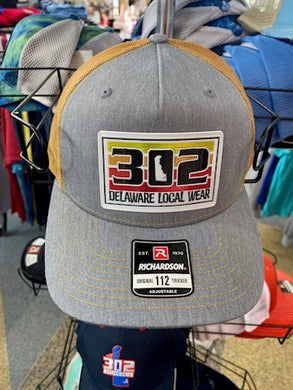 302
DELAWARE LOCAL WEAR
EST. R 1970
RICHARDSON
ORIGINAL 112 TRUCKER
ADJUSTABLE
302